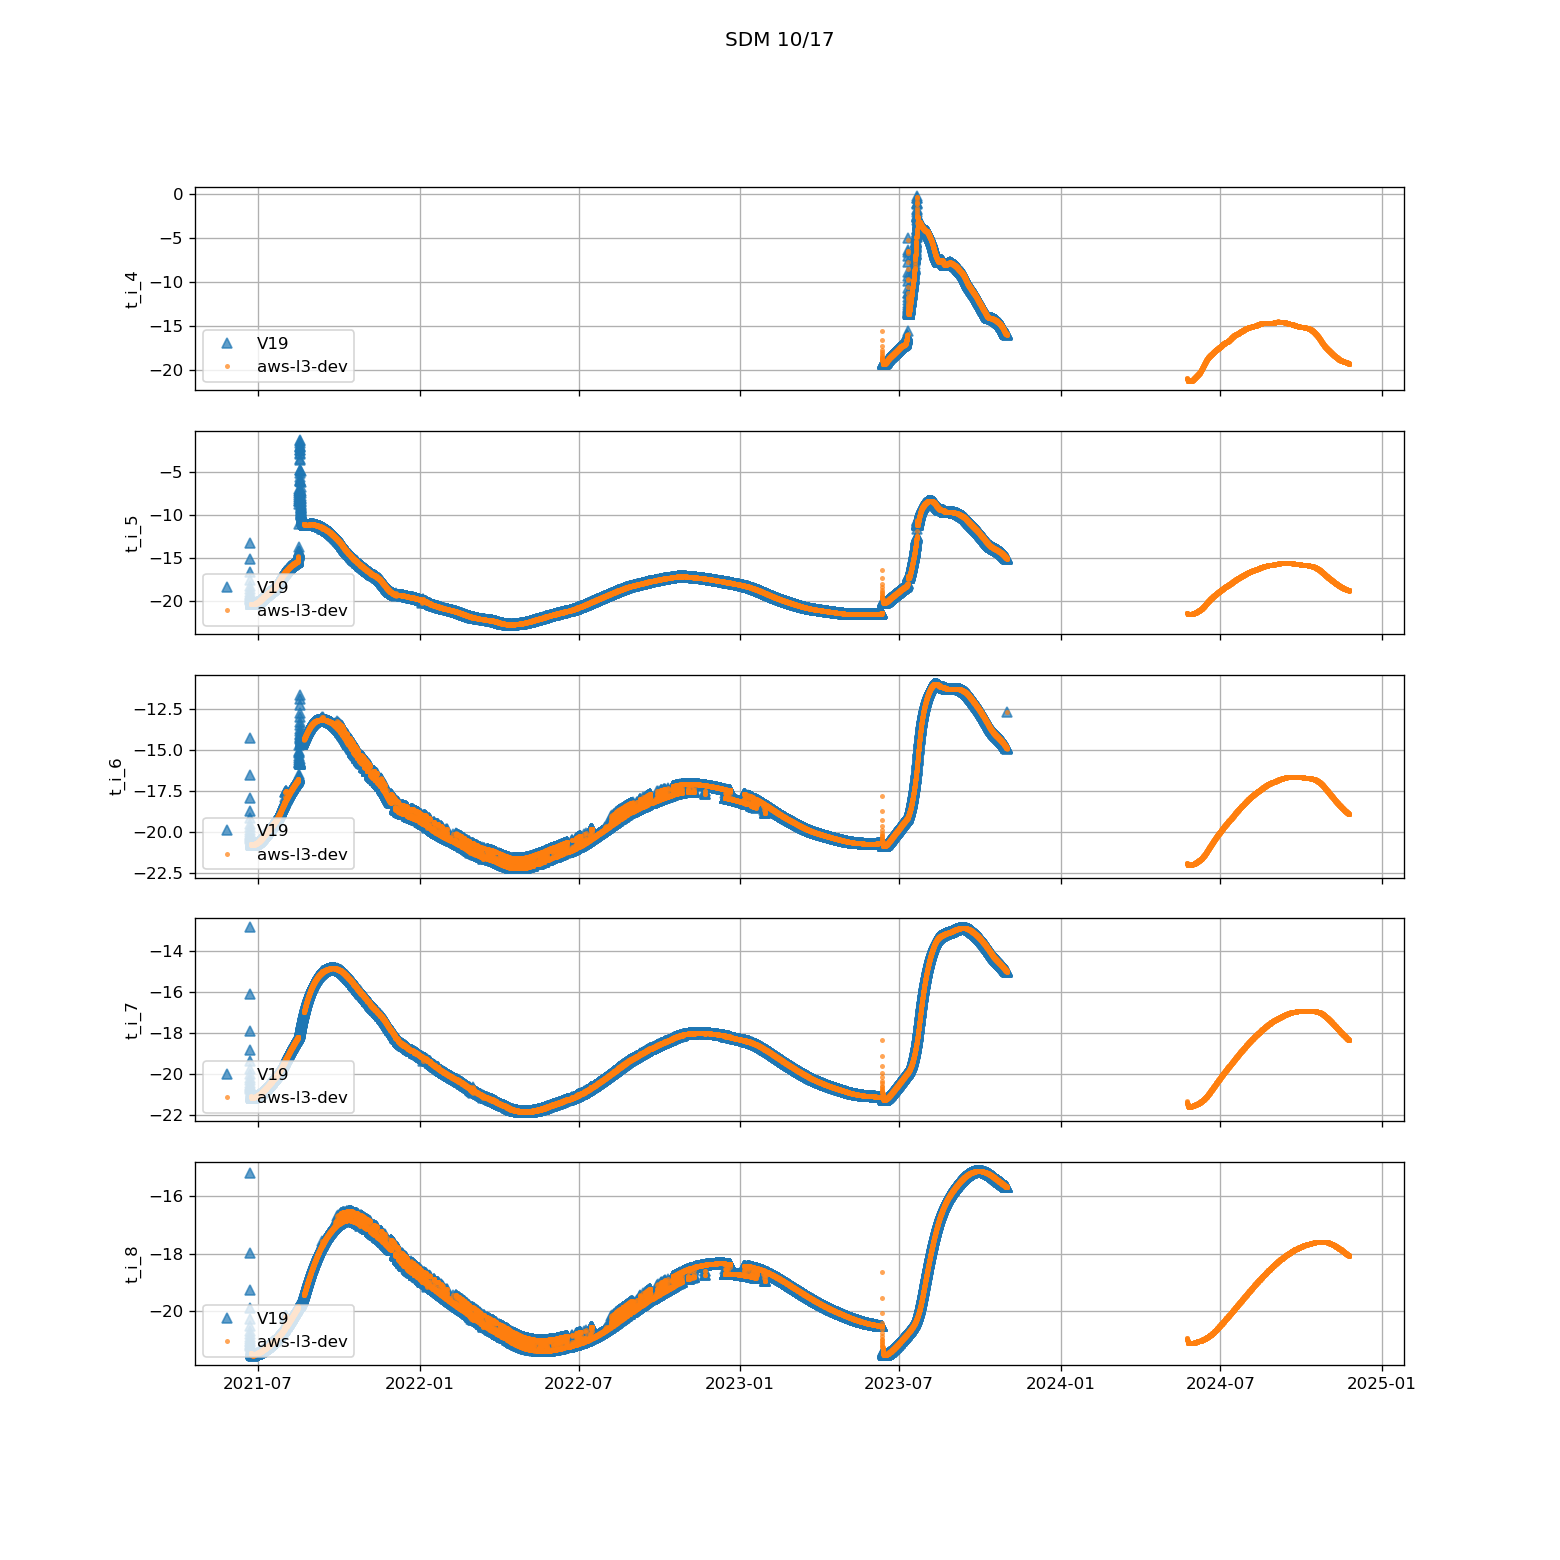 SDM 10/17
t_i_4
0
−5
−10
−15
−20
V19
aws-l3-dev
t_i_5
−5
−10
−15
−20
V19
aws-l3-dev
t_i_6
−12.5
−15.0
−17.5
−20.0
−22.5
V19
aws-l3-dev
t_i_7
−14
−16
−18
−20
−22
V19
aws-l3-dev
t_i_8
−16
−18
−20
V19
aws-l3-dev
2021-07 2022-01 2022-07 2023-01 2023-07 2024-01 2024-07 2025-01